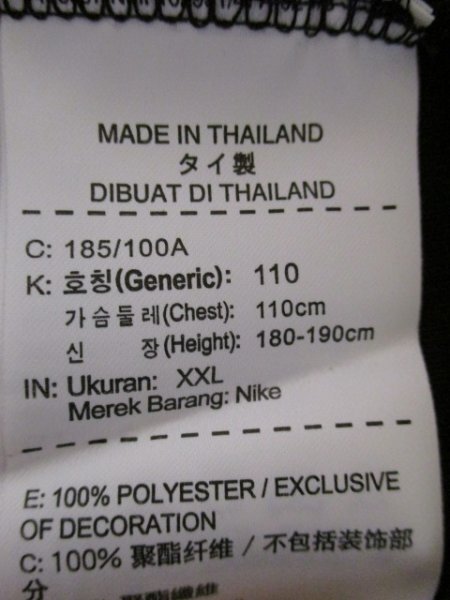 MADE IN THAILAND
タイ製
DIBUAT DI THAILAND
C: 185/100A
K: 호칭(Generic): 110
가슴둘레(Chest): 110cm
신 장(Height): 180-190cm
IN: Ukuran: XXL
Merek Barang: Nike
E: 100% POLYESTER / EXCLUSIVE
OF DECORATION
C: 100% 聚酯纤维 / 不包括装饰部
分